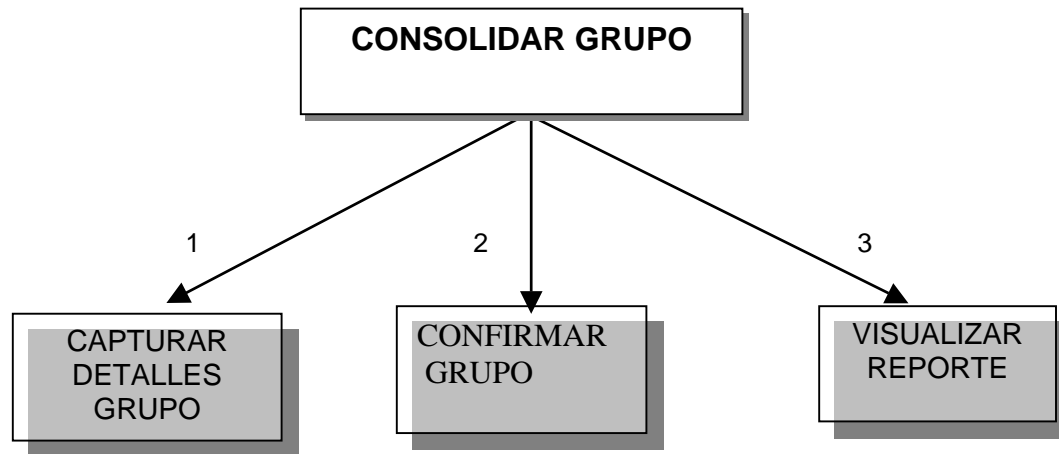 CONSOLIDAR GRUPO
1
2
3
CAPTURAR
DETALLES
GRUPO
CONFIRMAR
GRUPO
VISUALIZAR
REPORTE